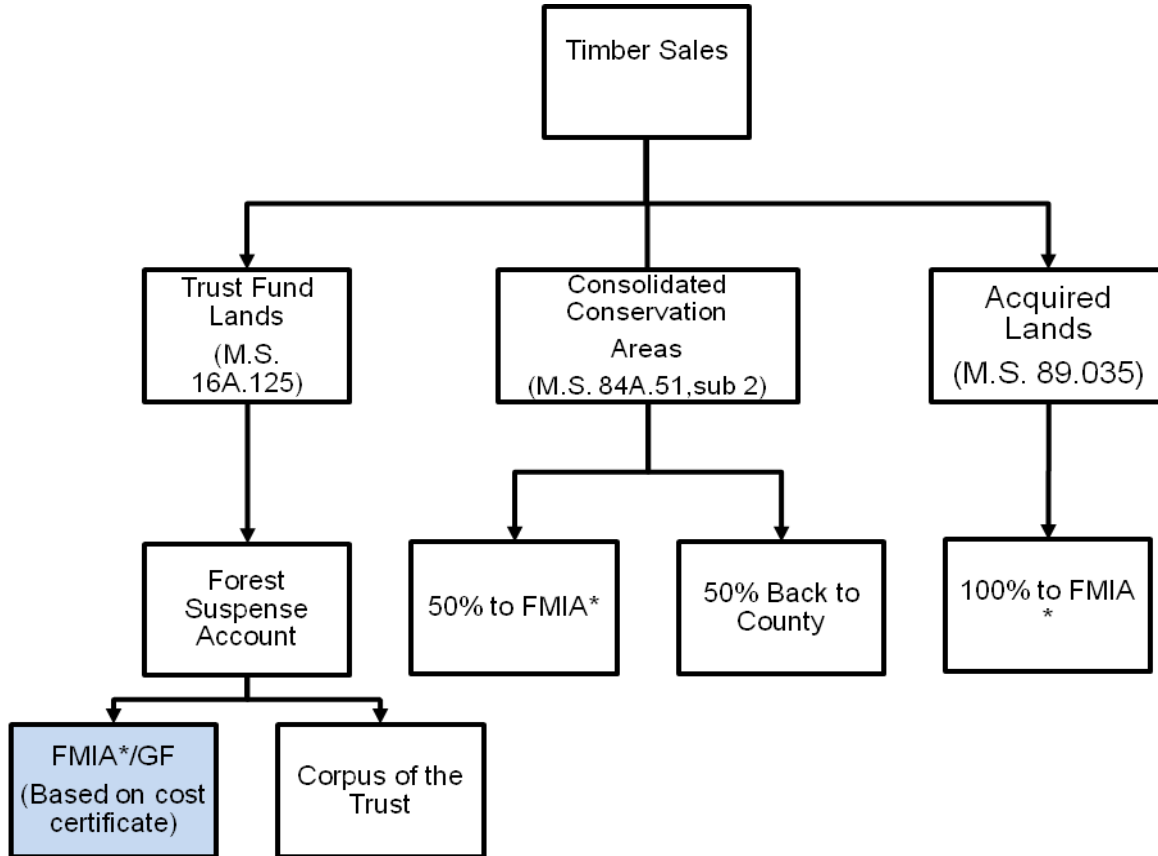 Timber Sales
Trust Fund
Lands
(M.S.
16A.125)
Consolidated
Conservation
Areas
(M.S. 84A.51,sub 2)
Acquired
Lands
(M.S. 89.035)
Forest
Suspense
Account
50% to FMIA*
50% Back to
County
100% to FMIA
*
FMIA*/GF
(Based on cost
certificate)
Corpus of the
Trust